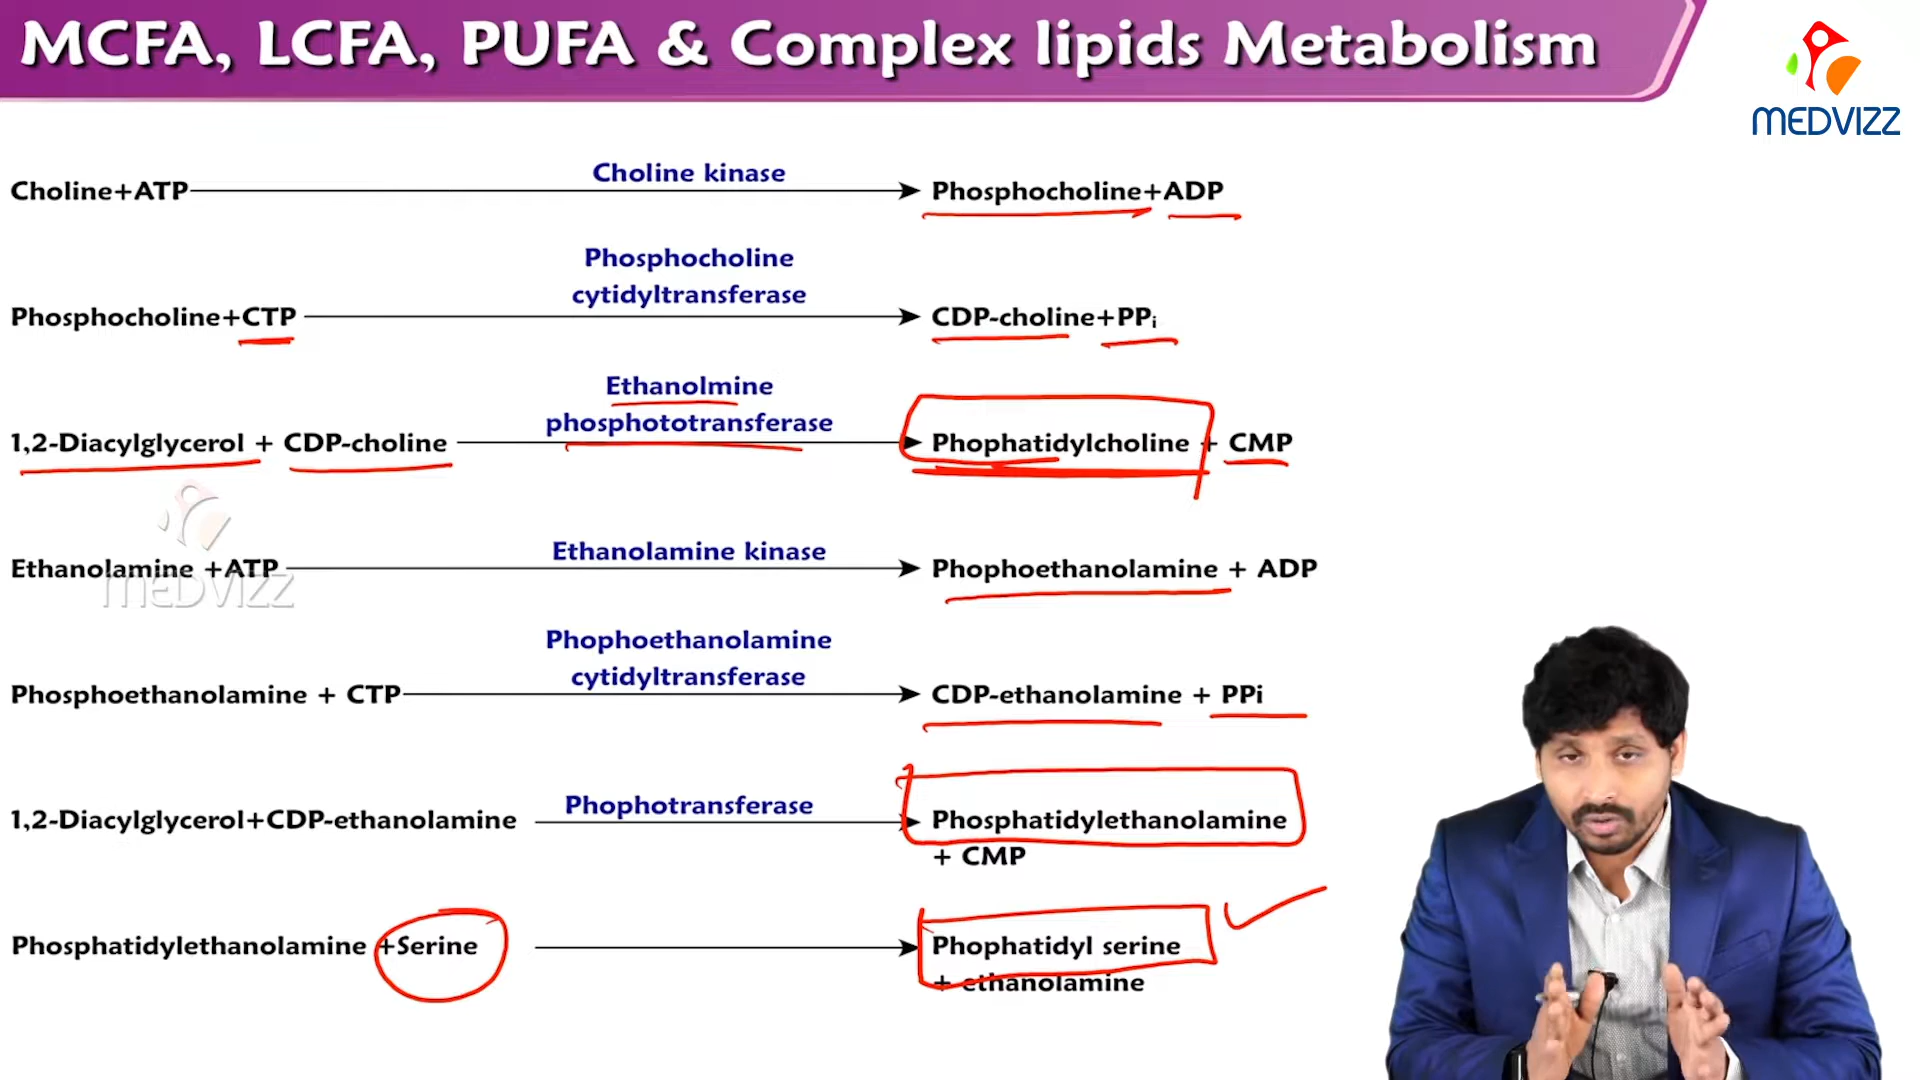 MCFA, LCFA, PUFA & Complex lipids Metabolism
MEDVIZZ
Choline+ATP
Choline kinase
Phosphocholine+ADP
Phosphocholine+CTP
Phosphocholine
cytidyltransferase
CDP-choline+PPᵢ
1,2-Diacylglycerol + CDP-choline
Ethanolmine
phosphototransferase
Phophatidylcholine + CMP
MEDVIZZ
Ethanolamine +ATP
Ethanolamine kinase
Phophoethanolamine + ADP
Phosphoethanolamine + CTP
Phophoethanolamine
cytidyltransferase
CDP-ethanolamine + PPi
1,2-Diacylglycerol+CDP-ethanolamine
Phophotransferase
Phosphatidylethanolamine
+ CMP
Phosphatidylethanolamine +Serine
Phophatidyl serine
+ ethanolamine